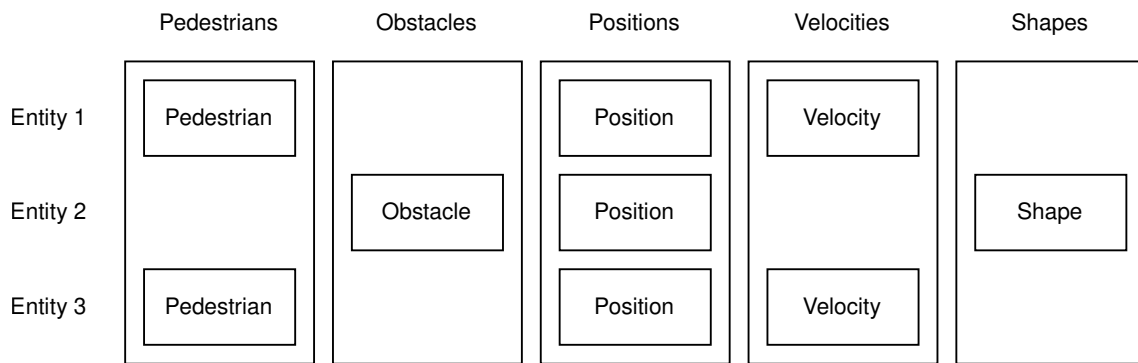 Pedestrians Obstacles Positions Velocities Shapes
Entity 1 Pedestrian Position Velocity
Entity 2 Obstacle Position Shape
Entity 3 Pedestrian Position Velocity